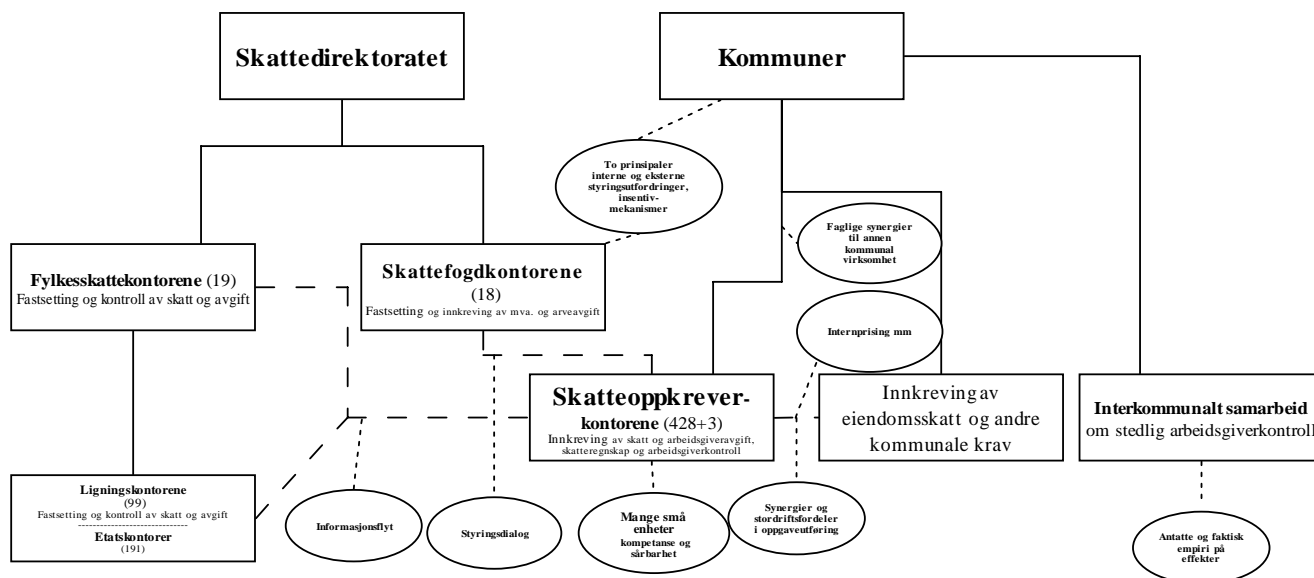 Skattedirektoratet
Kommuner
To prinsipaler
interne og eksterne
styringsutfordringer,
insentiv-
mekanismer
Faglige synergier
til annen
kommunal
virksomhet
Fylkesskattekontorene (19)
Fastsetting og kontroll av skatt og avgift
Skattefogdkontorene
(18)
Fastsetting og innkreving av mva. og arveavgift
Internprising mm
Skatteoppkrever-
kontorene (428+3)
Innkreving av skatt og arbeidsgiveravgift,
skatteregnskap og arbeidsgiverkontroll
Innkreving av
eiendomsskatt og andre
kommunale krav
Interkommunalt samarbeid
om stedlig arbeidsgiverkontroll
Ligningskontorene
(99)
Fastsetting og kontroll av skatt og avgift
-------------------------------
Etatskontorer
(191)
Informasjonsflyt
Styringsdialog
Mange små
enheter
kompetanse og
sårbarhet
Synergier og
stordriftsfordeler
i oppgaveutføring
Antatte og faktisk
empiri på
effekter